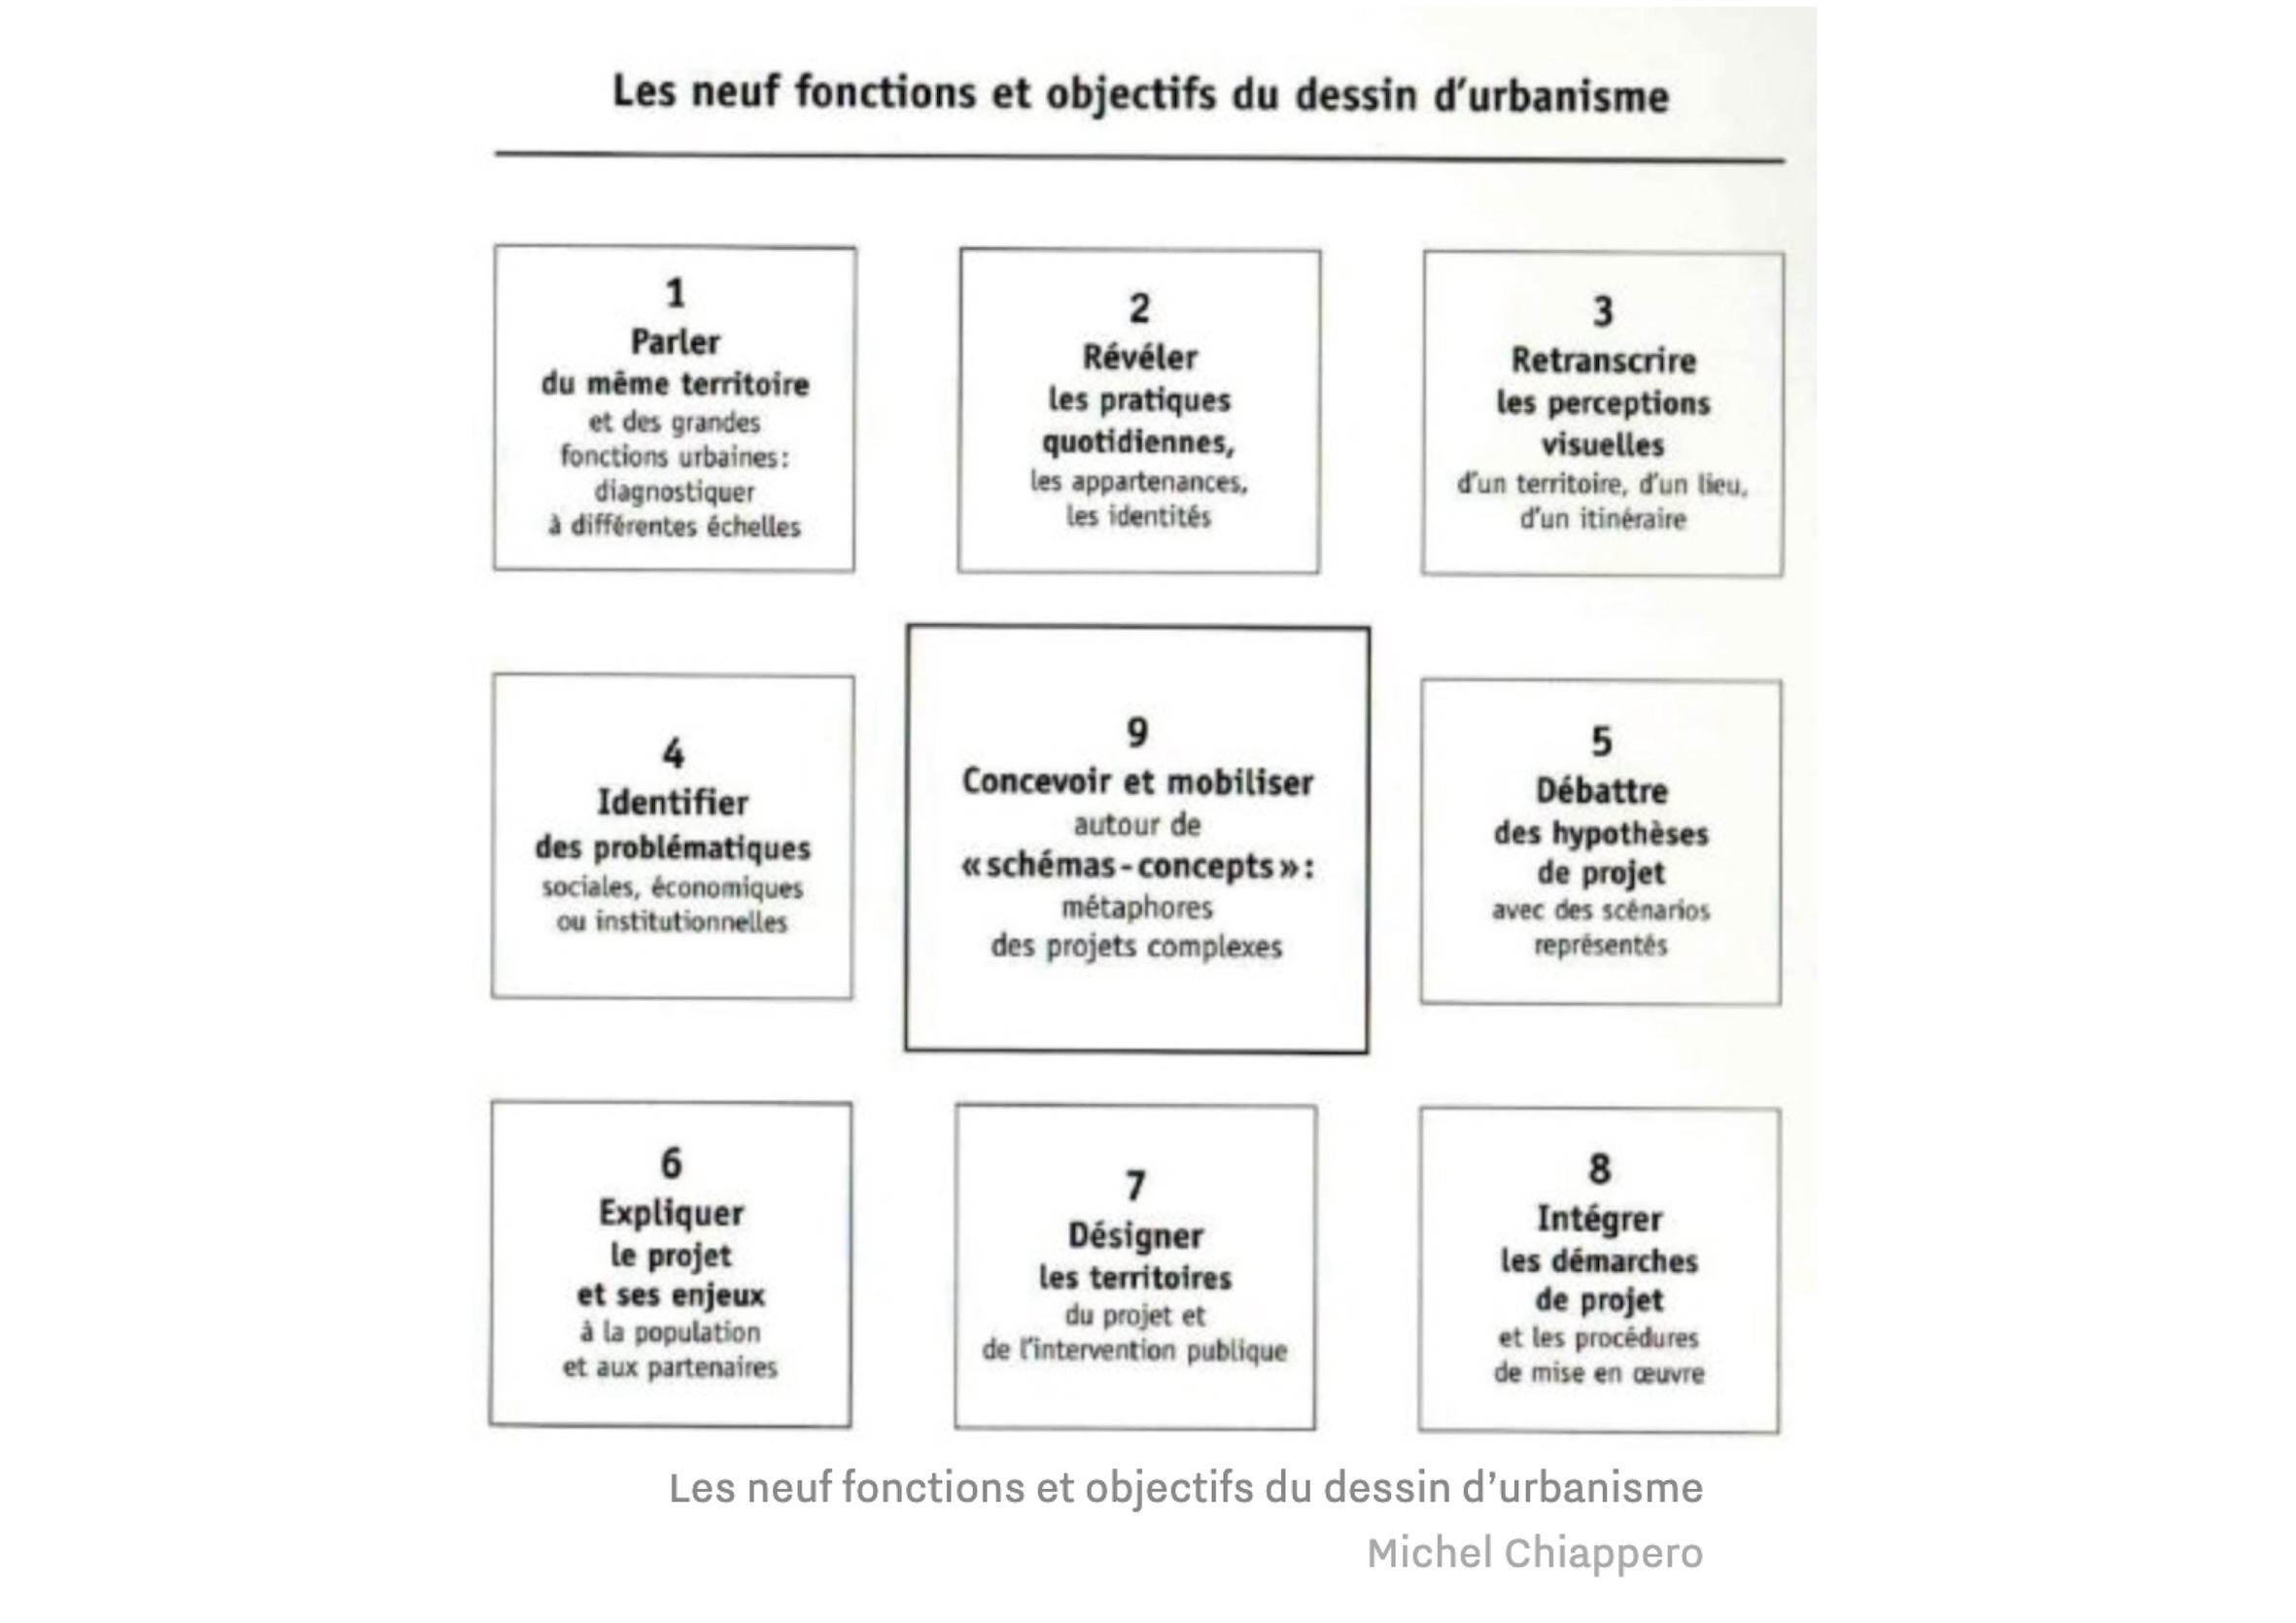 Les neuf fonctions et objectifs du dessin d'urbanisme
1
Parler
du même territoire
et des grandes
fonctions urbaines:
diagnostiquer
à différentes échelles
2
Révéler
les pratiques
quotidiennes,
les appartenances,
les identités
3
Retranscrire
les perceptions
visuelles
d'un territoire, d'un lieu,
d'un itinéraire
4
Identifier
des problématiques
sociales, économiques
ou institutionnelles
9
Concevoir et mobiliser
autour de
« schémas-concepts »:
métaphores
des projets complexes
5
Débattre
des hypothèses
de projet
avec des scénarios
représentés
6
Expliquer
le projet
et ses enjeux
à la population
et aux partenaires
7
Désigner
les territoires
du projet et
de l'intervention publique
8
Intégrer
les démarches
de projet
et les procédures
de mise en œuvre
Les neuf fonctions et objectifs du dessin d'urbanisme
Michel Chiappero